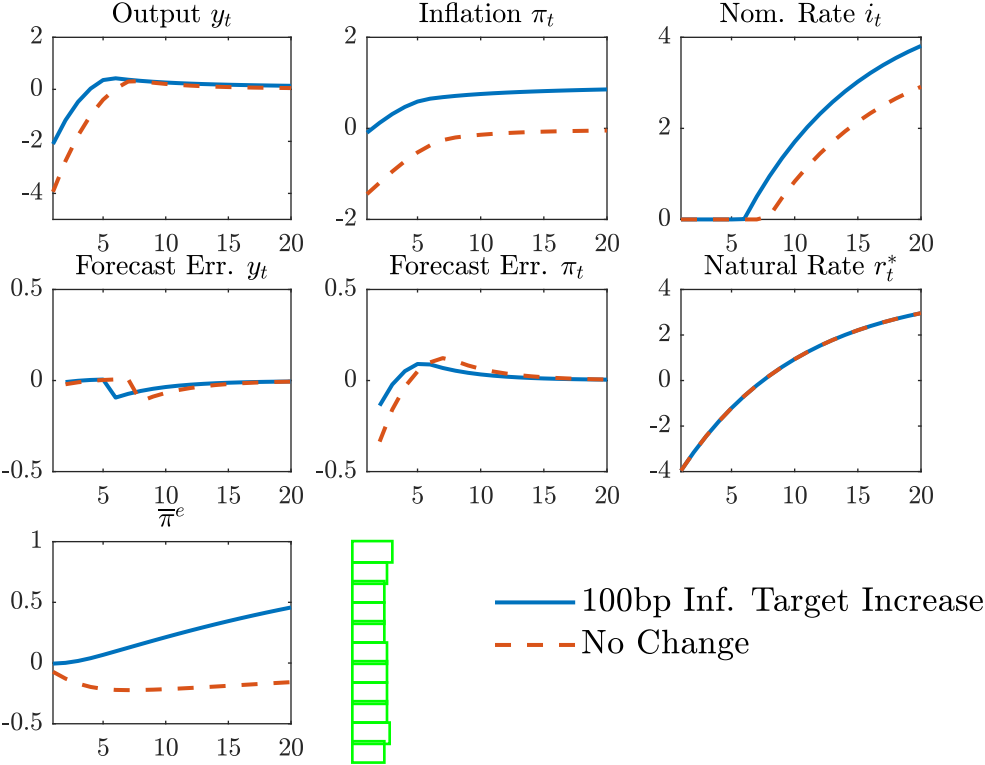 Output y_t
Inflation π_t
Nom. Rate i_t
2
0
-2
-4
5 10 15 20
2
0
-2
5 10 15 20
4
2
0
5 10 15 20
Forecast Err. y_t
Forecast Err. π_t
Natural Rate r_t^*
0.5
0
-0.5
5 10 15 20
0.5
0
-0.5
5 10 15 20
4
2
0
-2
-4
5 10 15 20
π̅^e
1
0.5
0
-0.5
5 10 15 20
100bp Inf. Target Increase
No Change